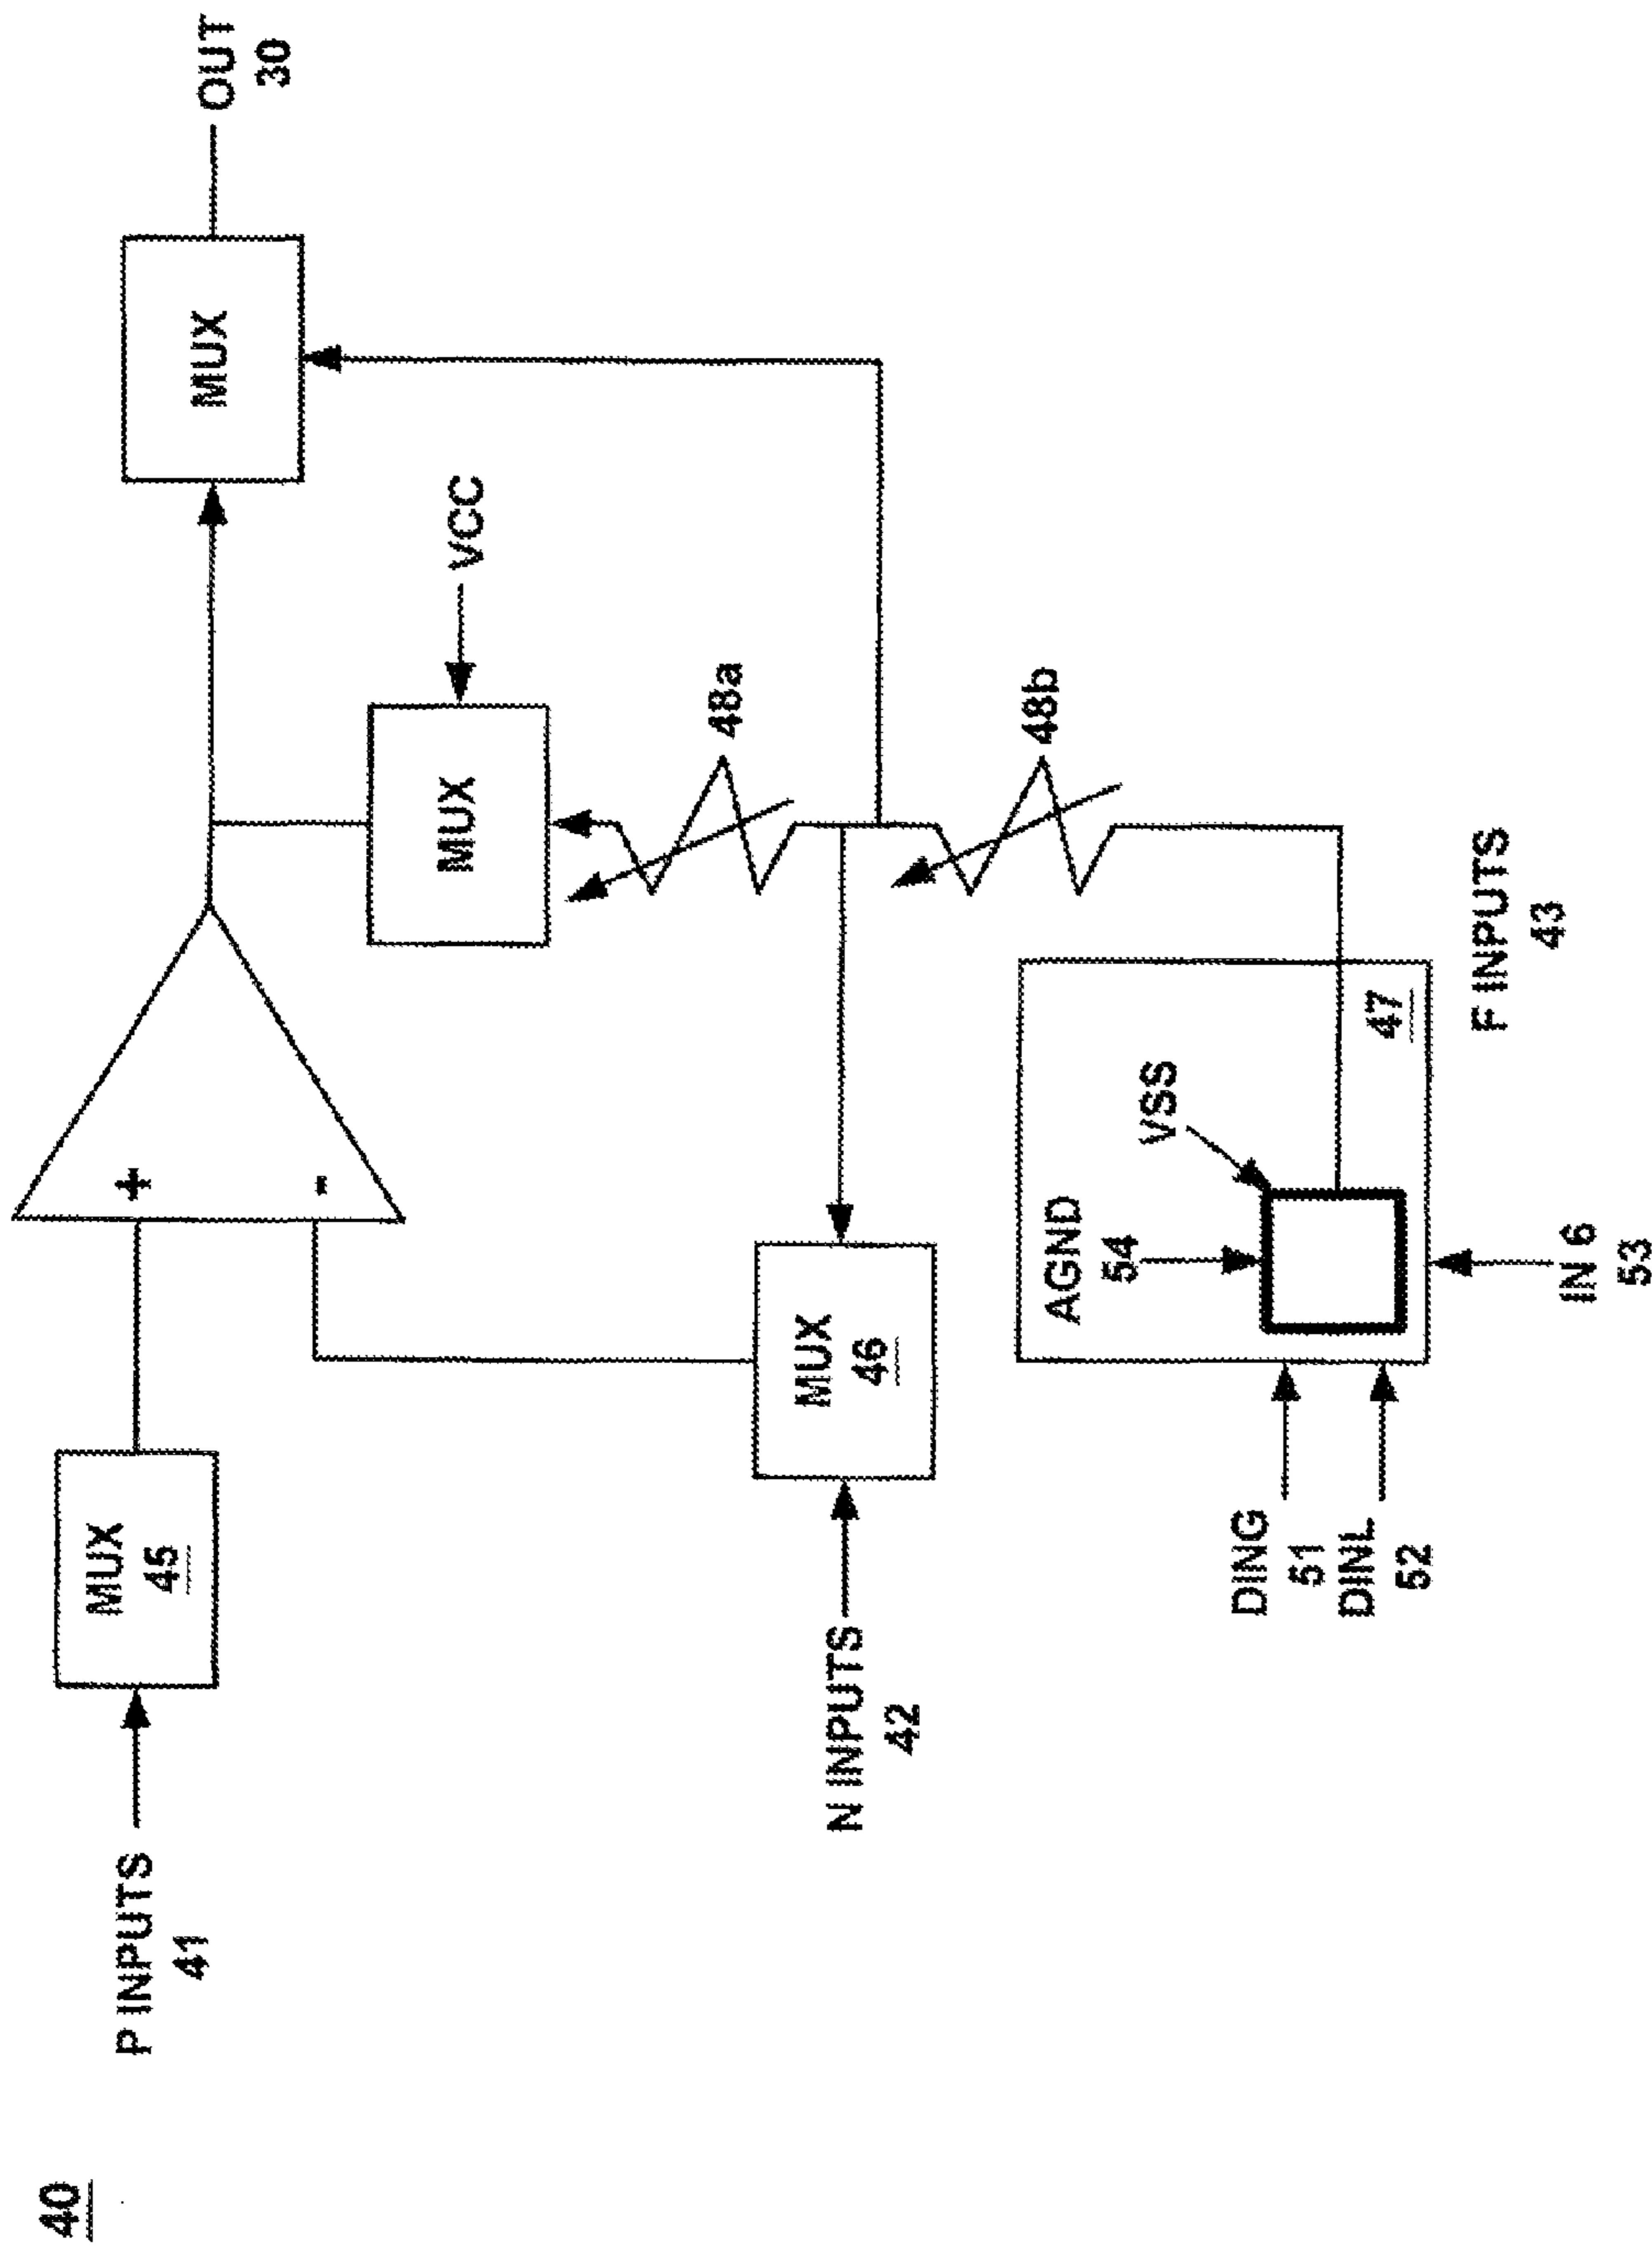 40
P INPUTS
41
MUX
45
+
-
MUX
OUT
30
VCC
MUX
48a
N INPUTS
42
MUX
46
48b
AGND
54
VSS
47
F INPUTS
43
DING
51
DINL
52
IN 6
53